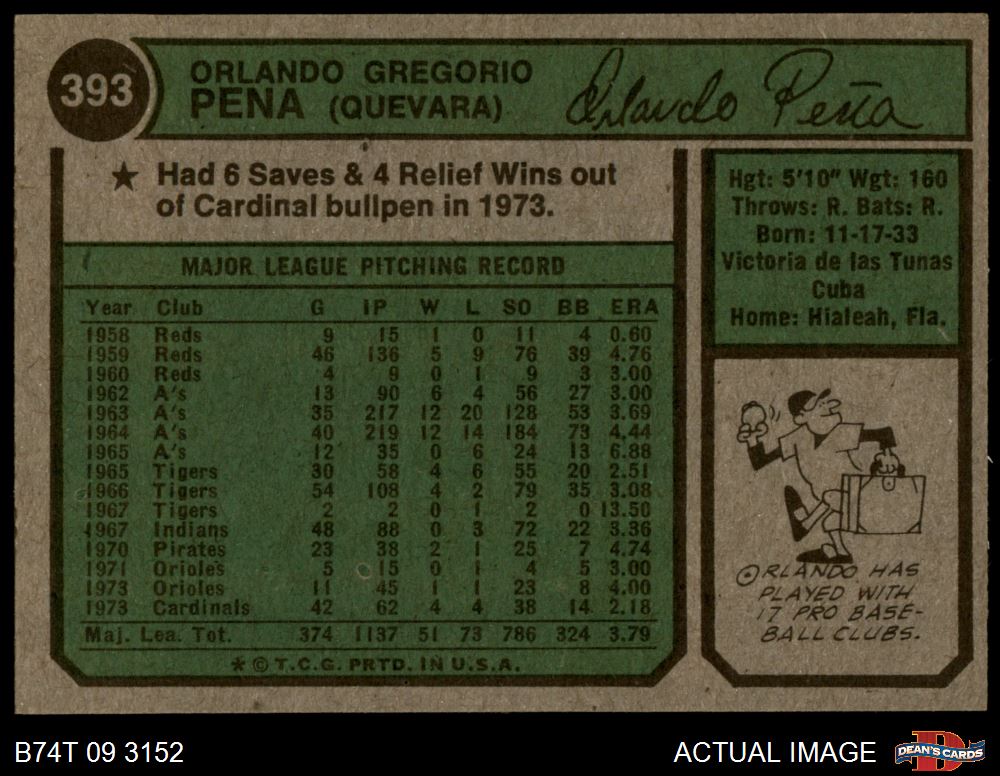 393
ORLANDO GREGORIO
PENA (QUEVARA)
Orlando Peña
★ Had 6 Saves & 4 Relief Wins out
of Cardinal bullpen in 1973.
MAJOR LEAGUE PITCHING RECORD
Year Club G IP W L SO BB ERA
1958 Reds 9 15 1 0 11 4 0.60
1959 Reds 46 136 5 9 76 39 4.76
1960 Reds 4 9 0 1 9 3 3.00
1962 A's 13 90 6 4 56 27 3.00
1963 A's 35 217 12 20 128 53 3.69
1964 A's 40 219 12 14 184 73 4.44
1965 A's 12 35 0 6 24 13 6.88
1965 Tigers 30 58 4 6 55 20 2.51
1966 Tigers 54 108 4 2 79 35 3.08
1967 Tigers 2 2 0 1 2 0 13.50
1967 Indians 48 88 0 3 72 22 3.36
1970 Pirates 23 38 2 1 25 7 4.74
1971 Orioles 5 15 0 1 4 5 3.00
1973 Orioles 11 45 1 1 23 8 4.00
1973 Cardinals 42 62 4 4 38 14 2.18
Maj. Lea. Tot. 374 1137 51 73 786 324 3.79
★ © T.C.G. PRTD. IN U.S.A.
Hgt: 5'10" Wgt: 160
Throws: R. Bats: R.
Born: 11-17-33
Victoria de las Tunas
Cuba
Home: Hialeah, Fla.
ORLANDO HAS
PLAYED WITH
17 PRO BASE-
BALL CLUBS.
B74T 09 3152
ACTUAL IMAGE
D
DEAN'S CARDS